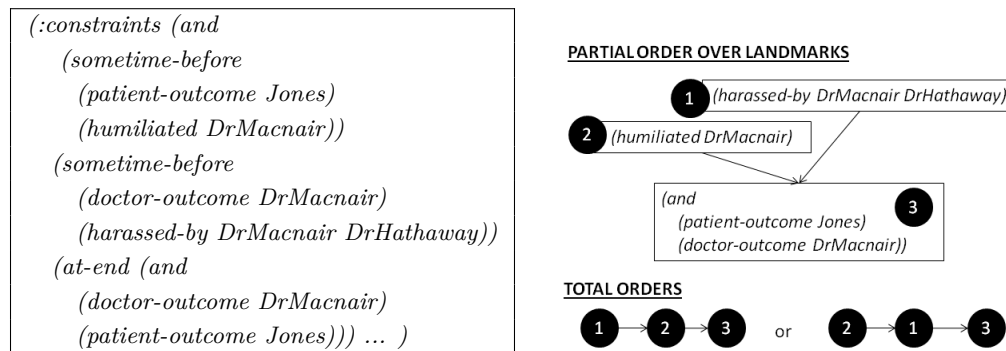 (:constraints (and
(sometime-before
(patient-outcome Jones)
(humiliated DrMacnair))
(sometime-before
(doctor-outcome DrMacnair)
(harassed-by DrMacnair DrHathaway))
(at-end (and
(doctor-outcome DrMacnair)
(patient-outcome Jones))) ... )
PARTIAL ORDER OVER LANDMARKS
1 (harassed-by DrMacnair DrHathaway)
2 (humiliated DrMacnair)
(and 3
(patient-outcome Jones)
(doctor-outcome DrMacnair))
TOTAL ORDERS
1 2 3 or 2 1 3